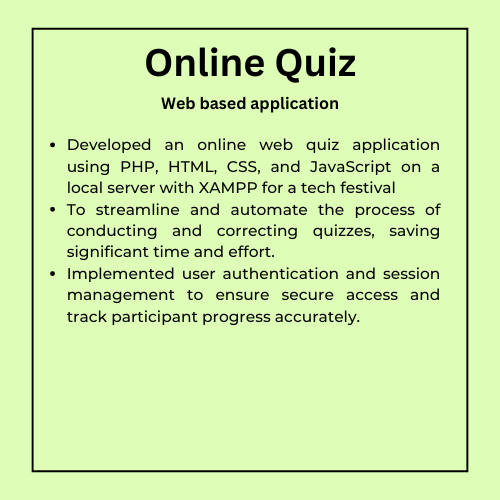 Online Quiz
Web based application
• Developed an online web quiz application
using PHP, HTML, CSS, and JavaScript on a
local server with XAMPP for a tech festival
• To streamline and automate the process of
conducting and correcting quizzes, saving
significant time and effort.
• Implemented user authentication and session
management to ensure secure access and
track participant progress accurately.